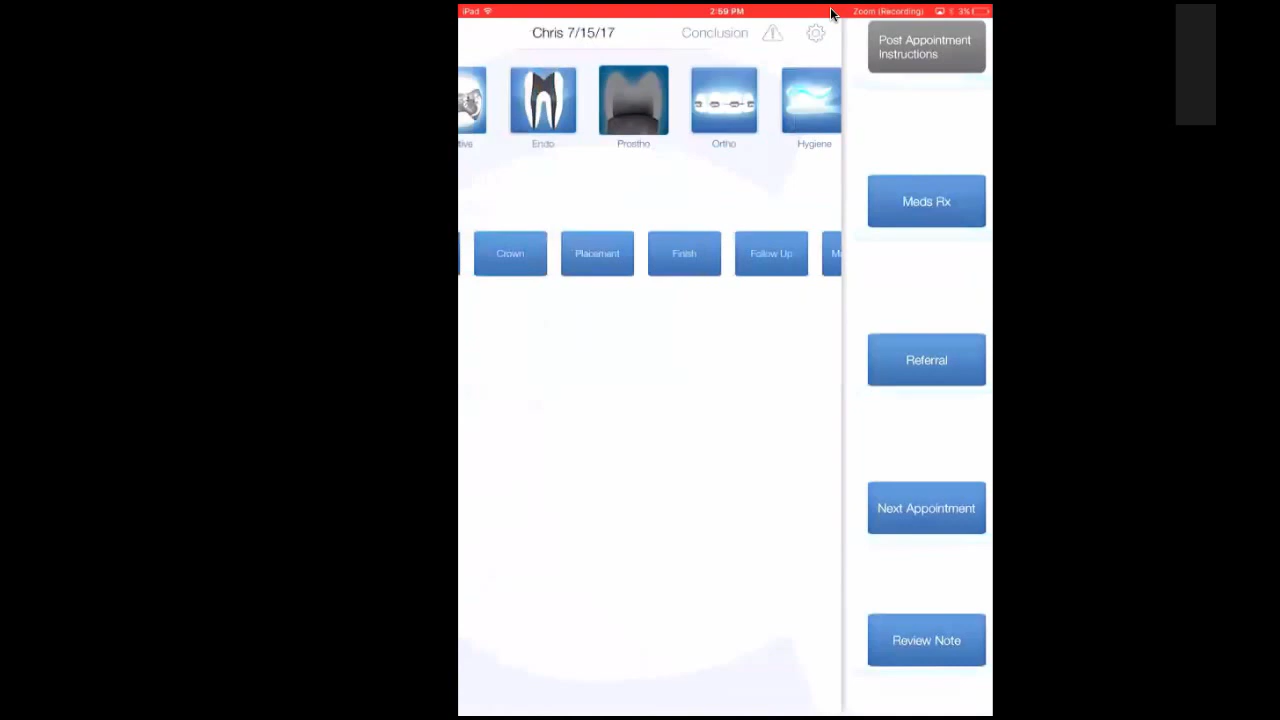 iPad 2:59 PM Zoom (Recording) 3%
Chris 7/15/17 Conclusion
Post Appointment
Instructions
tive Endo Prostho Ortho Hygiene
Meds Rx
Crown Placement Finish Follow Up M
Referral
Next Appointment
Review Note